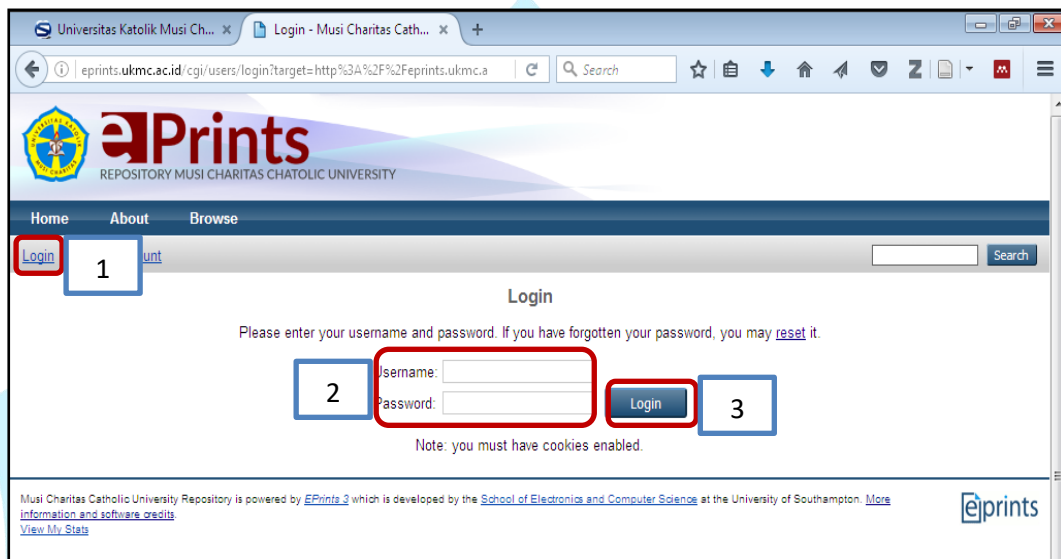 Universitas Katolik Musi Ch...
Login - Musi Charitas Cath...
eprints.ukmc.ac.id/cgi/users/login?target=http%3A%2F%2Feprints.ukmc.a
Search
ePrints
REPOSITORY MUSI CHARITAS CHATOLIC UNIVERSITY
Home About Browse
Login
1
unt
Search
Login
Please enter your username and password. If you have forgotten your password, you may reset it.
2
Username:
Password:
Login
3
Note: you must have cookies enabled.
Musi Charitas Catholic University Repository is powered by EPrints 3 which is developed by the School of Electronics and Computer Science at the University of Southampton. More
information and software credits.
View My Stats
eprints